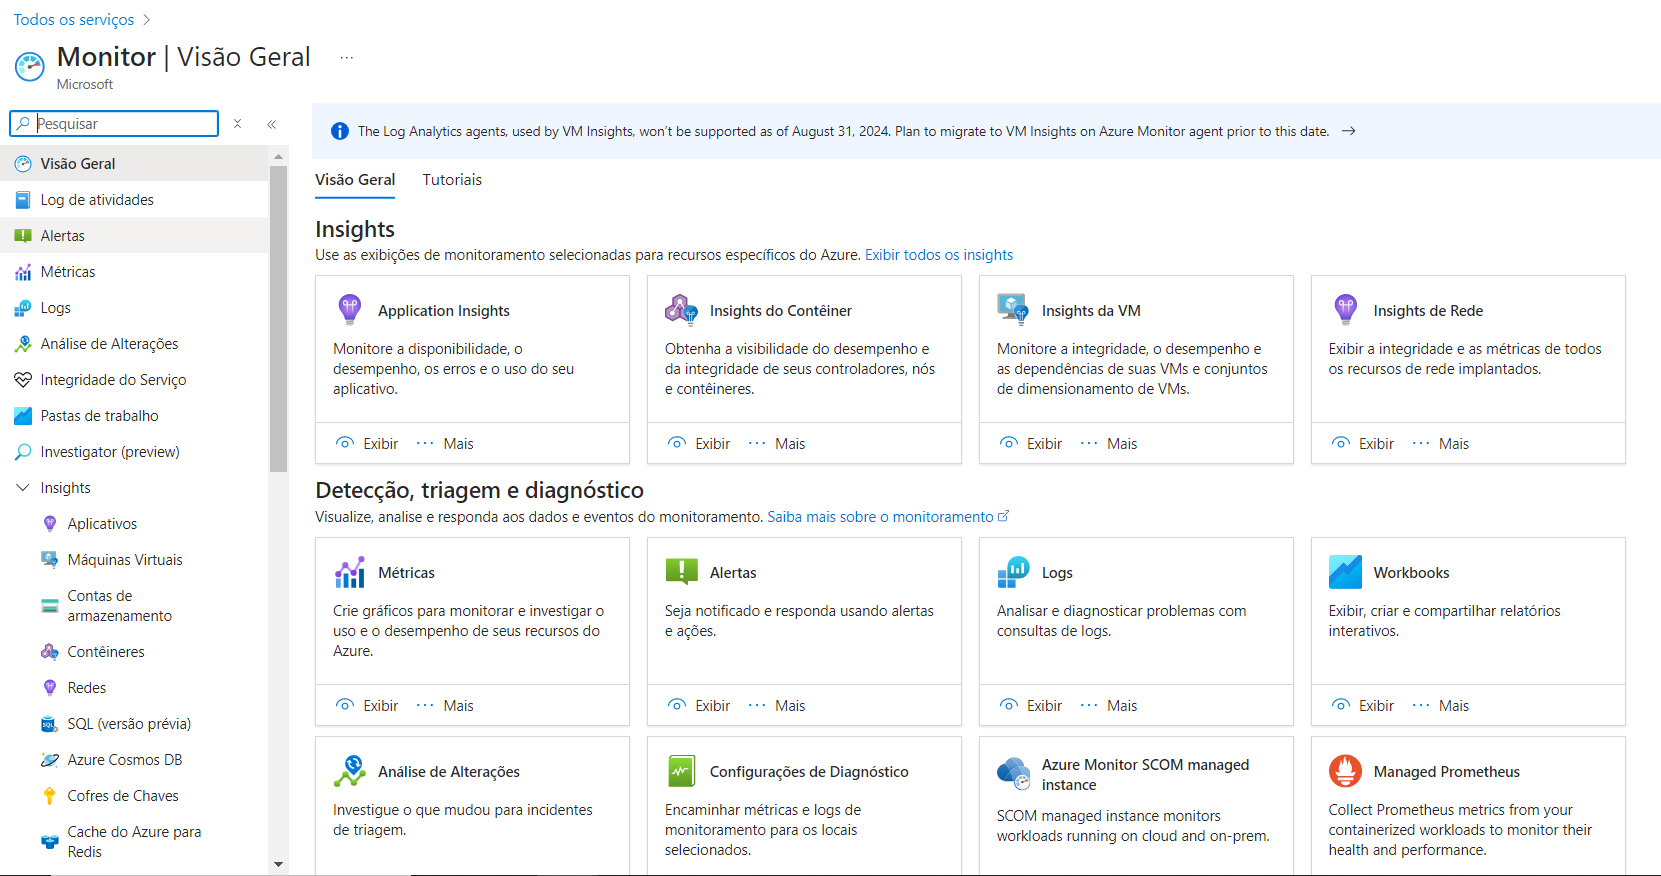 Todos os serviços
Monitor | Visão Geral
...
Microsoft
Pesquisar
Visão Geral
Log de atividades
Alertas
Métricas
Logs
Análise de Alterações
Integridade do Serviço
Pastas de trabalho
Investigator (preview)
Insights
Aplicativos
Máquinas Virtuais
Contas de
armazenamento
Contêineres
Redes
SQL (versão prévia)
Azure Cosmos DB
Cofres de Chaves
Cache do Azure para
Redis
The Log Analytics agents, used by VM Insights, won't be supported as of August 31, 2024. Plan to migrate to VM Insights on Azure Monitor agent prior to this date.
Visão Geral Tutoriais
Insights
Use as exibições de monitoramento selecionadas para recursos específicos do Azure. Exibir todos os insights
Application Insights
Monitore a disponibilidade, o
desempenho, os erros e o uso do seu
aplicativo.
Exibir ... Mais
Insights do Contêiner
Obtenha a visibilidade do desempenho e
da integridade de seus controladores, nós
e contêineres.
Exibir ... Mais
Insights da VM
Monitore a integridade, o desempenho e
as dependências de suas VMs e conjuntos
de dimensionamento de VMs.
Exibir ... Mais
Insights de Rede
Exibir a integridade e as métricas de todos
os recursos de rede implantados.
Exibir ... Mais
Detecção, triagem e diagnóstico
Visualize, analise e responda aos dados e eventos do monitoramento. Saiba mais sobre o monitoramento
Métricas
Crie gráficos para monitorar e investigar o
uso e o desempenho de seus recursos do
Azure.
Exibir ... Mais
Alertas
Seja notificado e responda usando alertas
e ações.
Exibir ... Mais
Logs
Analisar e diagnosticar problemas com
consultas de logs.
Exibir ... Mais
Workbooks
Exibir, criar e compartilhar relatórios
interativos.
Exibir ... Mais
Análise de Alterações
Investigue o que mudou para incidentes
de triagem.
Configurações de Diagnóstico
Encaminhar métricas e logs de
monitoramento para os locais
selecionados.
Azure Monitor SCOM managed
instance
SCOM managed instance monitors
workloads running on cloud and on-prem.
Managed Prometheus
Collect Prometheus metrics from your
containerized workloads to monitor their
health and performance.